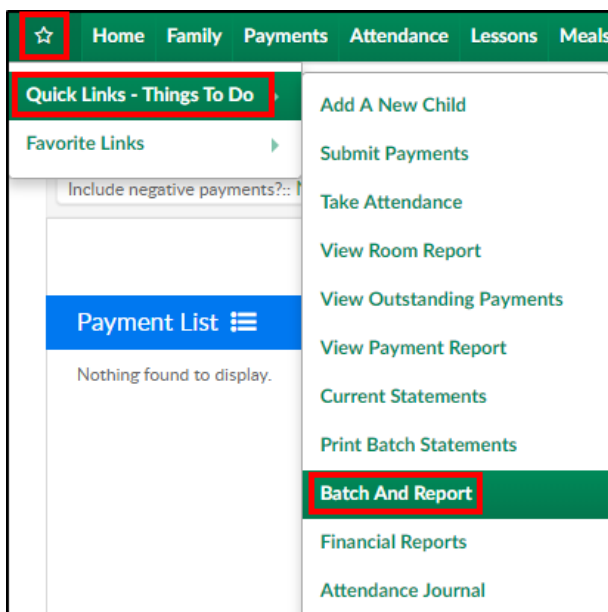 Home Family Payments Attendance Lessons Meals
Quick Links - Things To Do
Favorite Links
Add A New Child
Submit Payments
Take Attendance
View Room Report
View Outstanding Payments
View Payment Report
Current Statements
Print Batch Statements
Batch And Report
Financial Reports
Attendance Journal
Include negative payments?::
Payment List
Nothing found to display.